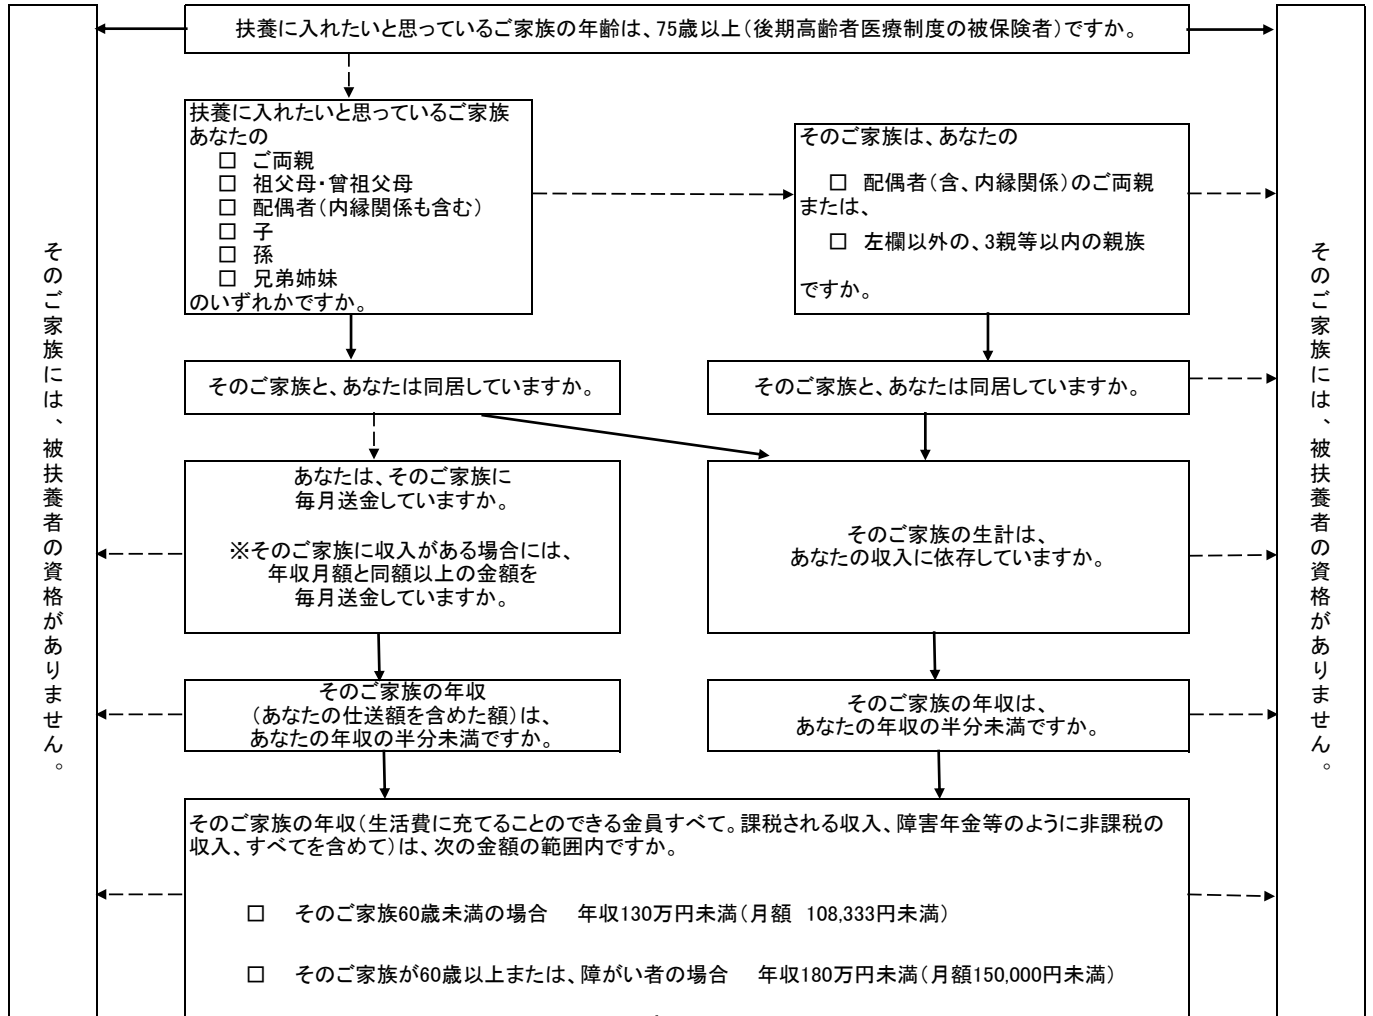 扶養に入れたいと思っているご家族の年齢は、75歳以上（後期高齢者医療制度の被保険者）ですか。
扶養に入れたいと思っているご家族
あなたの
□ ご両親
□ 祖父母・曾祖父母
□ 配偶者（内縁関係も含む）
□ 子
□ 孫
□ 兄弟姉妹
のいずれかですか。
そのご家族は、あなたの
□ 配偶者（含、内縁関係）のご両親
または、
□ 左欄以外の、3親等以内の親族
ですか。
そのご家族と、あなたは同居していますか。
そのご家族と、あなたは同居していますか。
あなたは、そのご家族に
毎月送金していますか。
※そのご家族に収入がある場合には、
年収月額と同額以上の金額を
毎月送金していますか。
そのご家族の生計は、
あなたの収入に依存していますか。
そのご家族の年収
（あなたの仕送額を含めた額）は、
あなたの年収の半分未満ですか。
そのご家族の年収は、
あなたの年収の半分未満ですか。
そのご家族の年収（生活費に充てることのできる金員すべて。課税される収入、障害年金等のように非課税の
収入、すべてを含めて）は、次の金額の範囲内ですか。
□ そのご家族60歳未満の場合 年収130万円未満（月額 108,333円未満）
□ そのご家族が60歳以上または、障がい者の場合 年収180万円未満（月額150,000円未満）
そのご家族には、被扶養者の資格がありません。
そのご家族には、被扶養者の資格がありません。